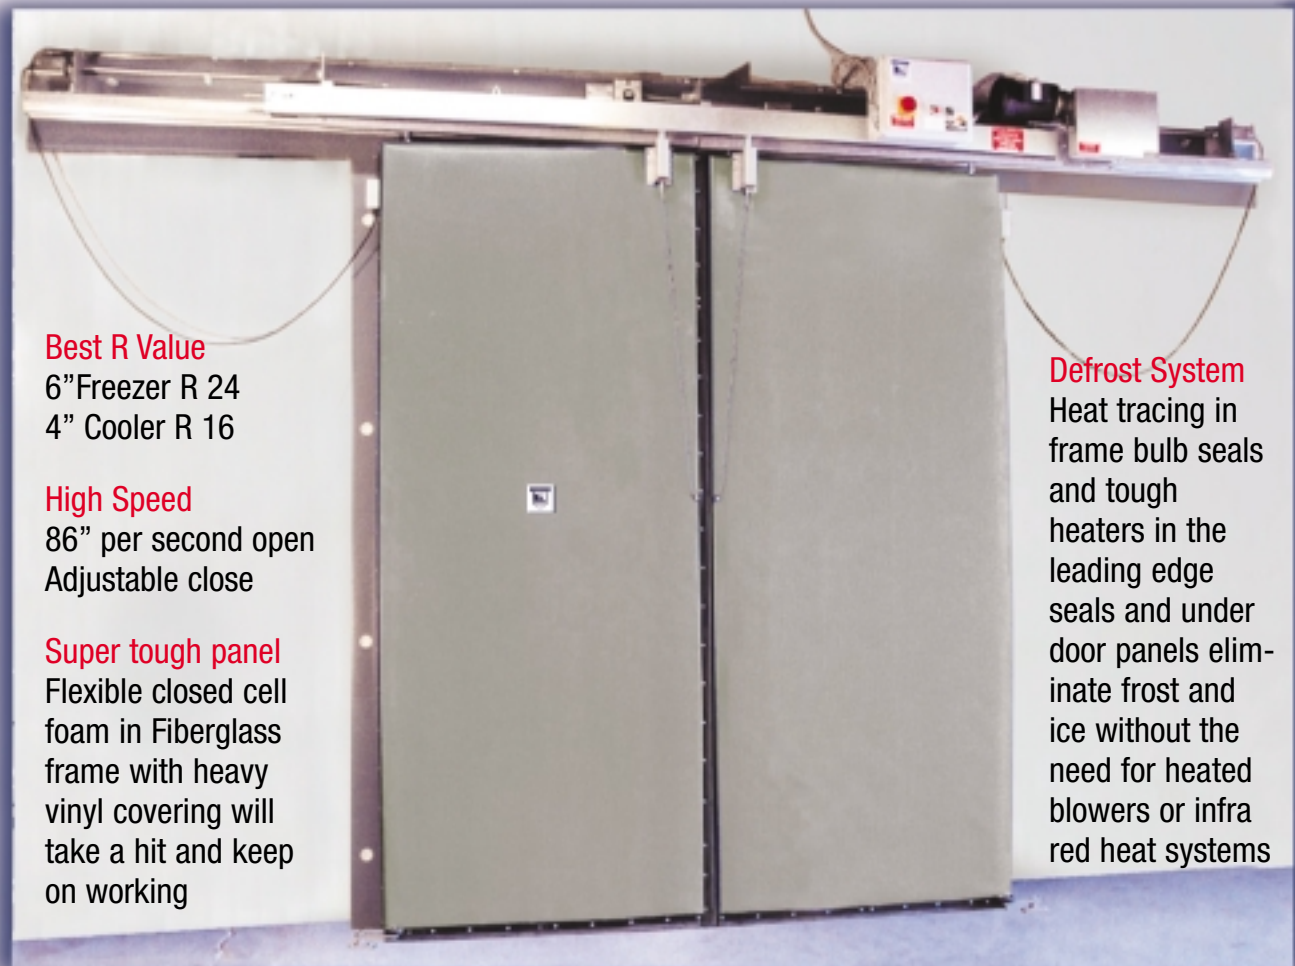 Best R Value
6”Freezer R 24
4” Cooler R 16
High Speed
86” per second open
Adjustable close
Super tough panel
Flexible closed cell
foam in Fiberglass
frame with heavy
vinyl covering will
take a hit and keep
on working
Defrost System
Heat tracing in
frame bulb seals
and tough
heaters in the
leading edge
seals and under
door panels elim-
inate frost and
ice without the
need for heated
blowers or infra
red heat systems